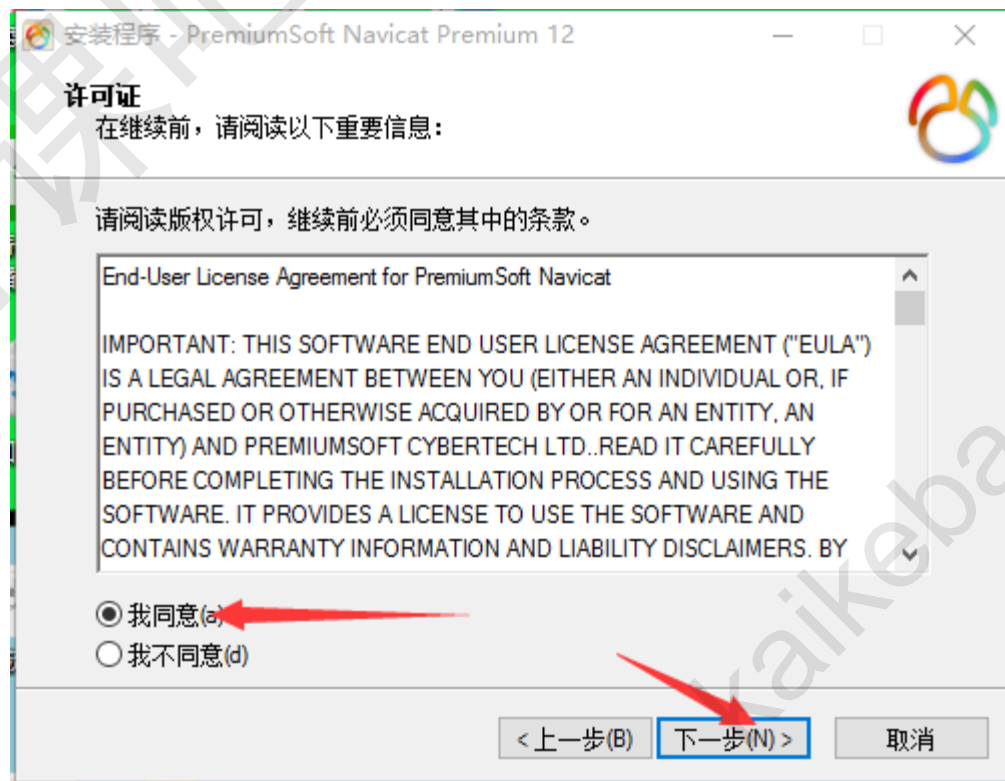 安装程序 - PremiumSoft Navicat Premium 12
许可证
在继续前，请阅读以下重要信息：
请阅读版权许可，继续前必须同意其中的条款。
End-User License Agreement for PremiumSoft Navicat
IMPORTANT: THIS SOFTWARE END USER LICENSE AGREEMENT ("EULA")
IS A LEGAL AGREEMENT BETWEEN YOU (EITHER AN INDIVIDUAL OR, IF
PURCHASED OR OTHERWISE ACQUIRED BY OR FOR AN ENTITY, AN
ENTITY) AND PREMIUMSOFT CYBERTECH LTD..READ IT CAREFULLY
BEFORE COMPLETING THE INSTALLATION PROCESS AND USING THE
SOFTWARE. IT PROVIDES A LICENSE TO USE THE SOFTWARE AND
CONTAINS WARRANTY INFORMATION AND LIABILITY DISCLAIMERS. BY
我同意(a)
我不同意(d)
<上一步(B)
下一步(N) >
取消
kaikeba